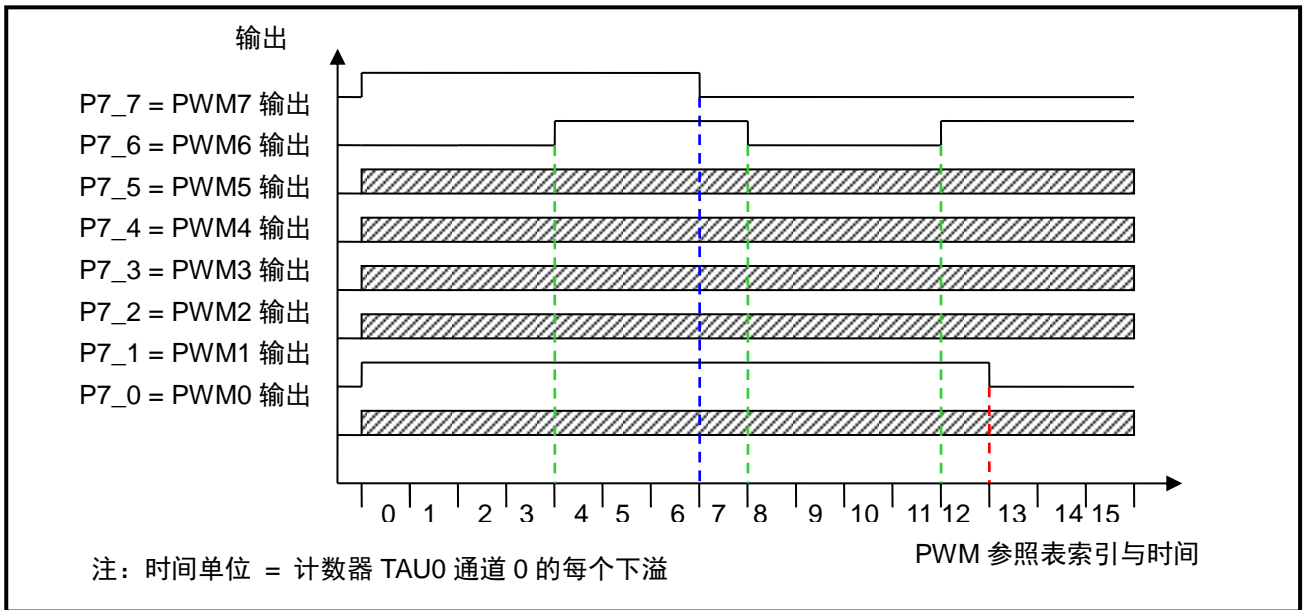 输出
P7_7 = PWM7 输出
P7_6 = PWM6 输出
P7_5 = PWM5 输出
P7_4 = PWM4 输出
P7_3 = PWM3 输出
P7_2 = PWM2 输出
P7_1 = PWM1 输出
P7_0 = PWM0 输出
0 1 2 3 4 5 6 7 8 9 10 11 12 13 14 15
PWM 参照表索引与时间
注：时间单位 = 计数器 TAU0 通道 0 的每个下溢